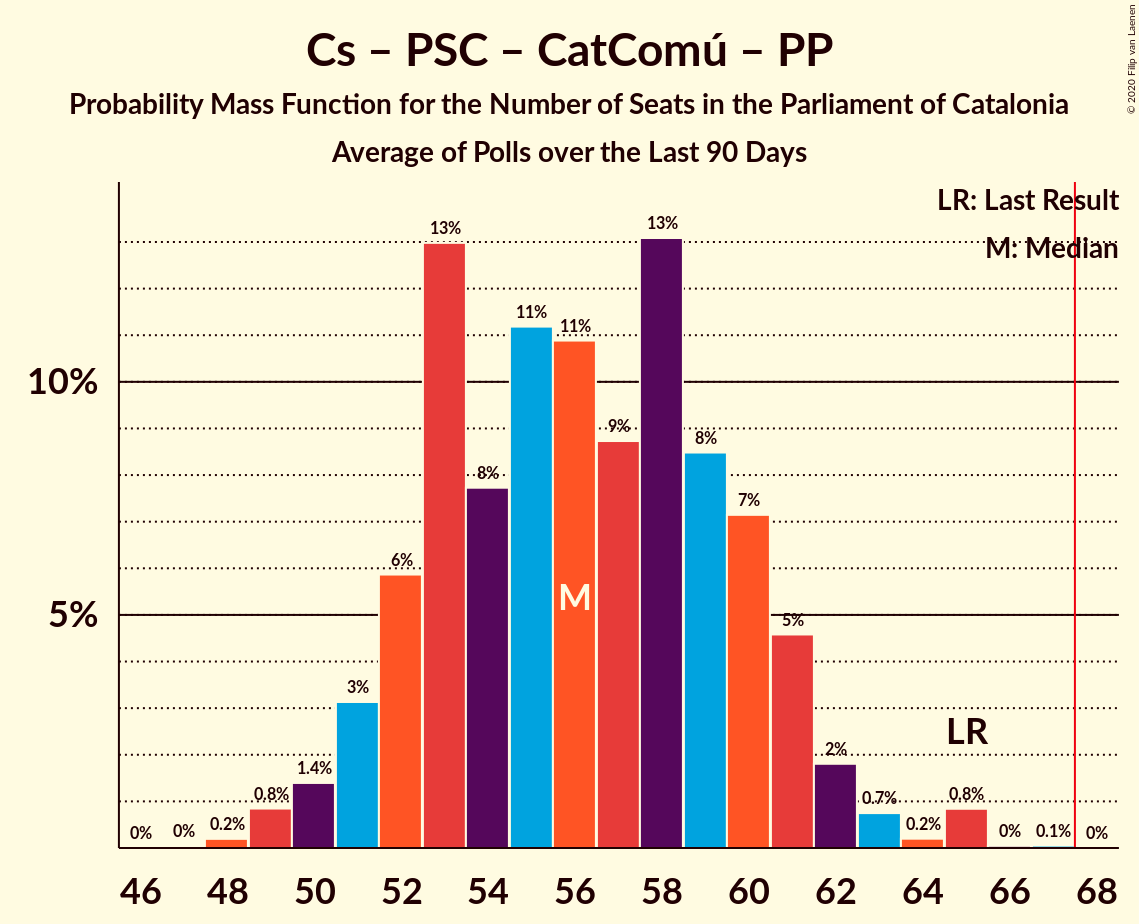 Cs – PSC – CatComú – PP
Probability Mass Function for the Number of Seats in the Parliament of Catalonia
Average of Polls over the Last 90 Days
© 2020 Filip van Laenen
LR: Last Result
M: Median
10%
5%
0%
0%
0.2%
0.8%
1.4%
3%
6%
13%
8%
11%
11%
9%
13%
8%
7%
5%
2%
0.7%
0.2%
0.8%
0%
0.1%
0%
M
LR
46 48 50 52 54 56 58 60 62 64 66 68